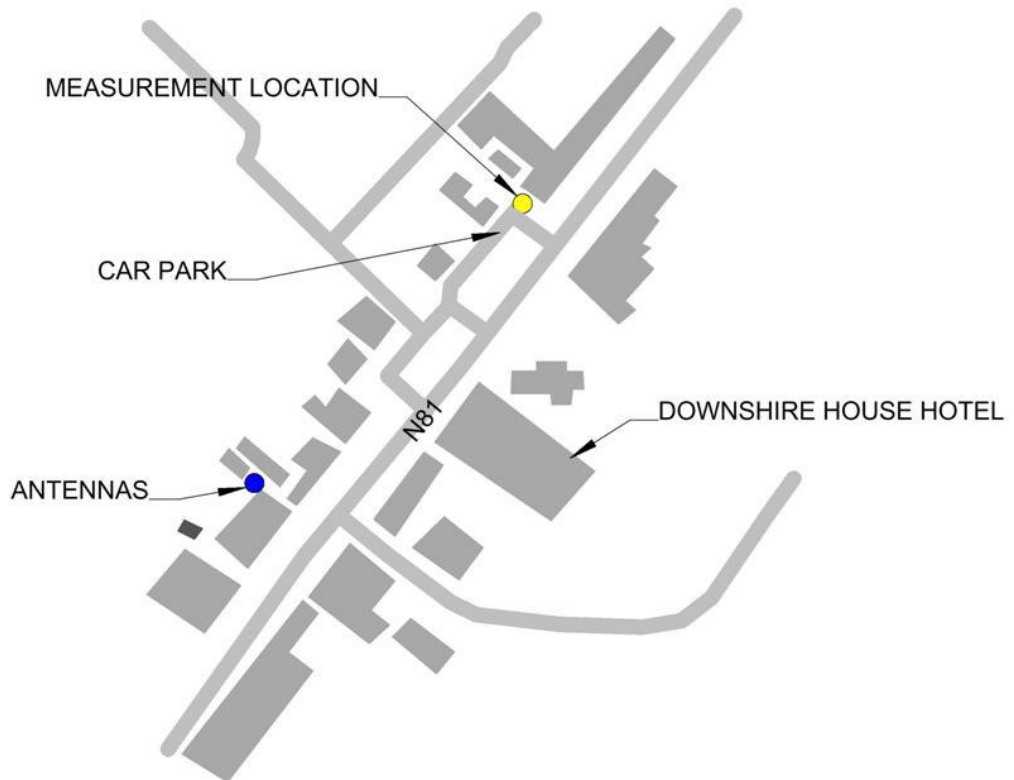 MEASUREMENT LOCATION
CAR PARK
N81
DOWNSHIRE HOUSE HOTEL
ANTENNAS